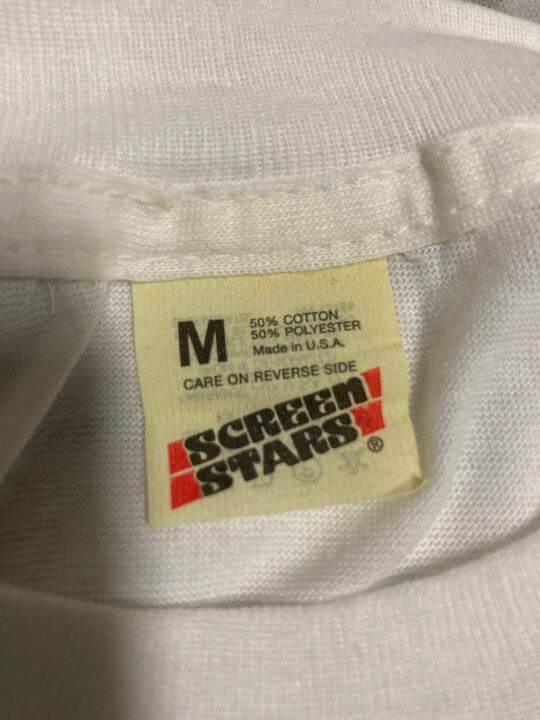 M
50% COTTON
50% POLYESTER
Made in U.S.A.
CARE ON REVERSE SIDE
SCREEN
STARS®